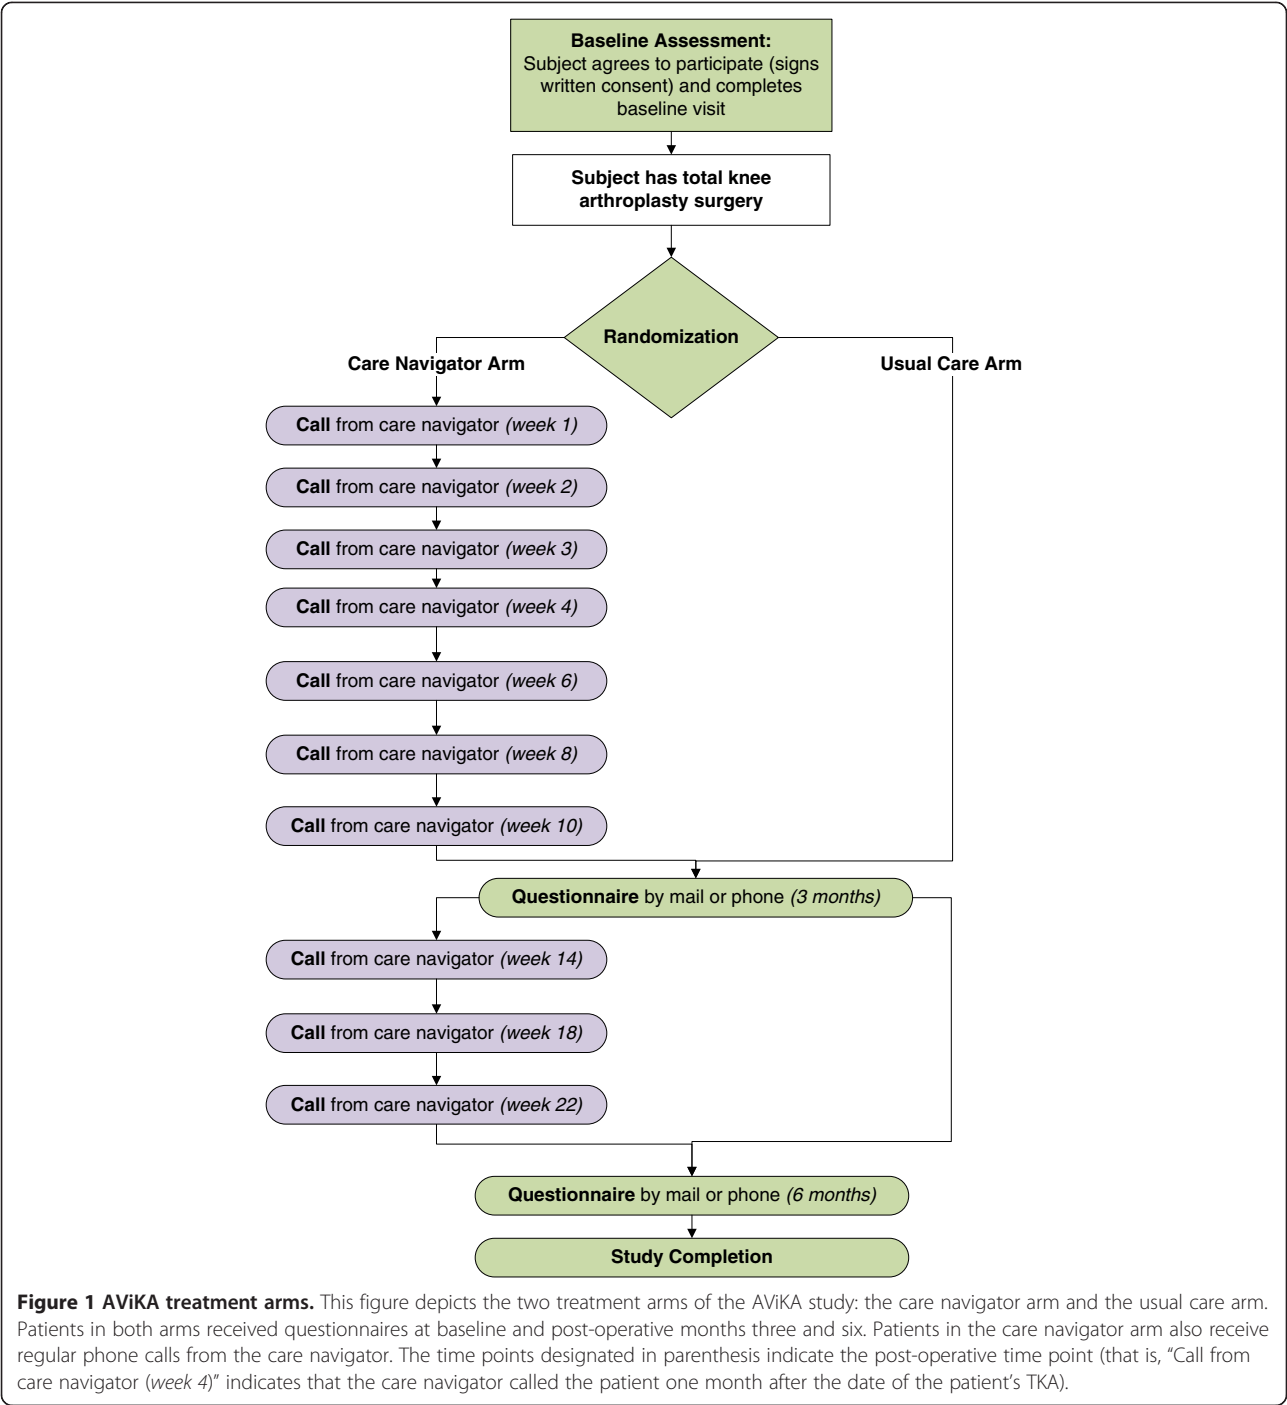 Baseline Assessment:
Subject agrees to participate (signs
written consent) and completes
baseline visit
Subject has total knee
arthroplasty surgery
Randomization
Care Navigator Arm
Usual Care Arm
Call from care navigator (week 1)
Call from care navigator (week 2)
Call from care navigator (week 3)
Call from care navigator (week 4)
Call from care navigator (week 6)
Call from care navigator (week 8)
Call from care navigator (week 10)
Questionnaire by mail or phone (3 months)
Call from care navigator (week 14)
Call from care navigator (week 18)
Call from care navigator (week 22)
Questionnaire by mail or phone (6 months)
Study Completion
Figure 1 AViKA treatment arms. This figure depicts the two treatment arms of the AViKA study: the care navigator arm and the usual care arm.
Patients in both arms received questionnaires at baseline and post-operative months three and six. Patients in the care navigator arm also receive
regular phone calls from the care navigator. The time points designated in parenthesis indicate the post-operative time point (that is, “Call from
care navigator (week 4)” indicates that the care navigator called the patient one month after the date of the patient’s TKA).